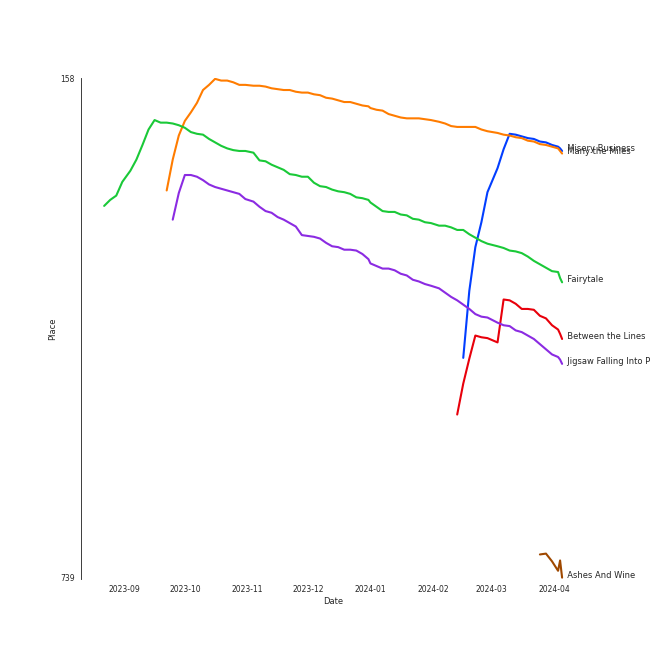 158
Misery Business
Many the Miles
Fairytale
Place
Between the Lines
Jigsaw Falling Into P
Ashes And Wine
739
2023-09 2023-10 2023-11 2023-12 2024-01 2024-02 2024-03 2024-04
Date